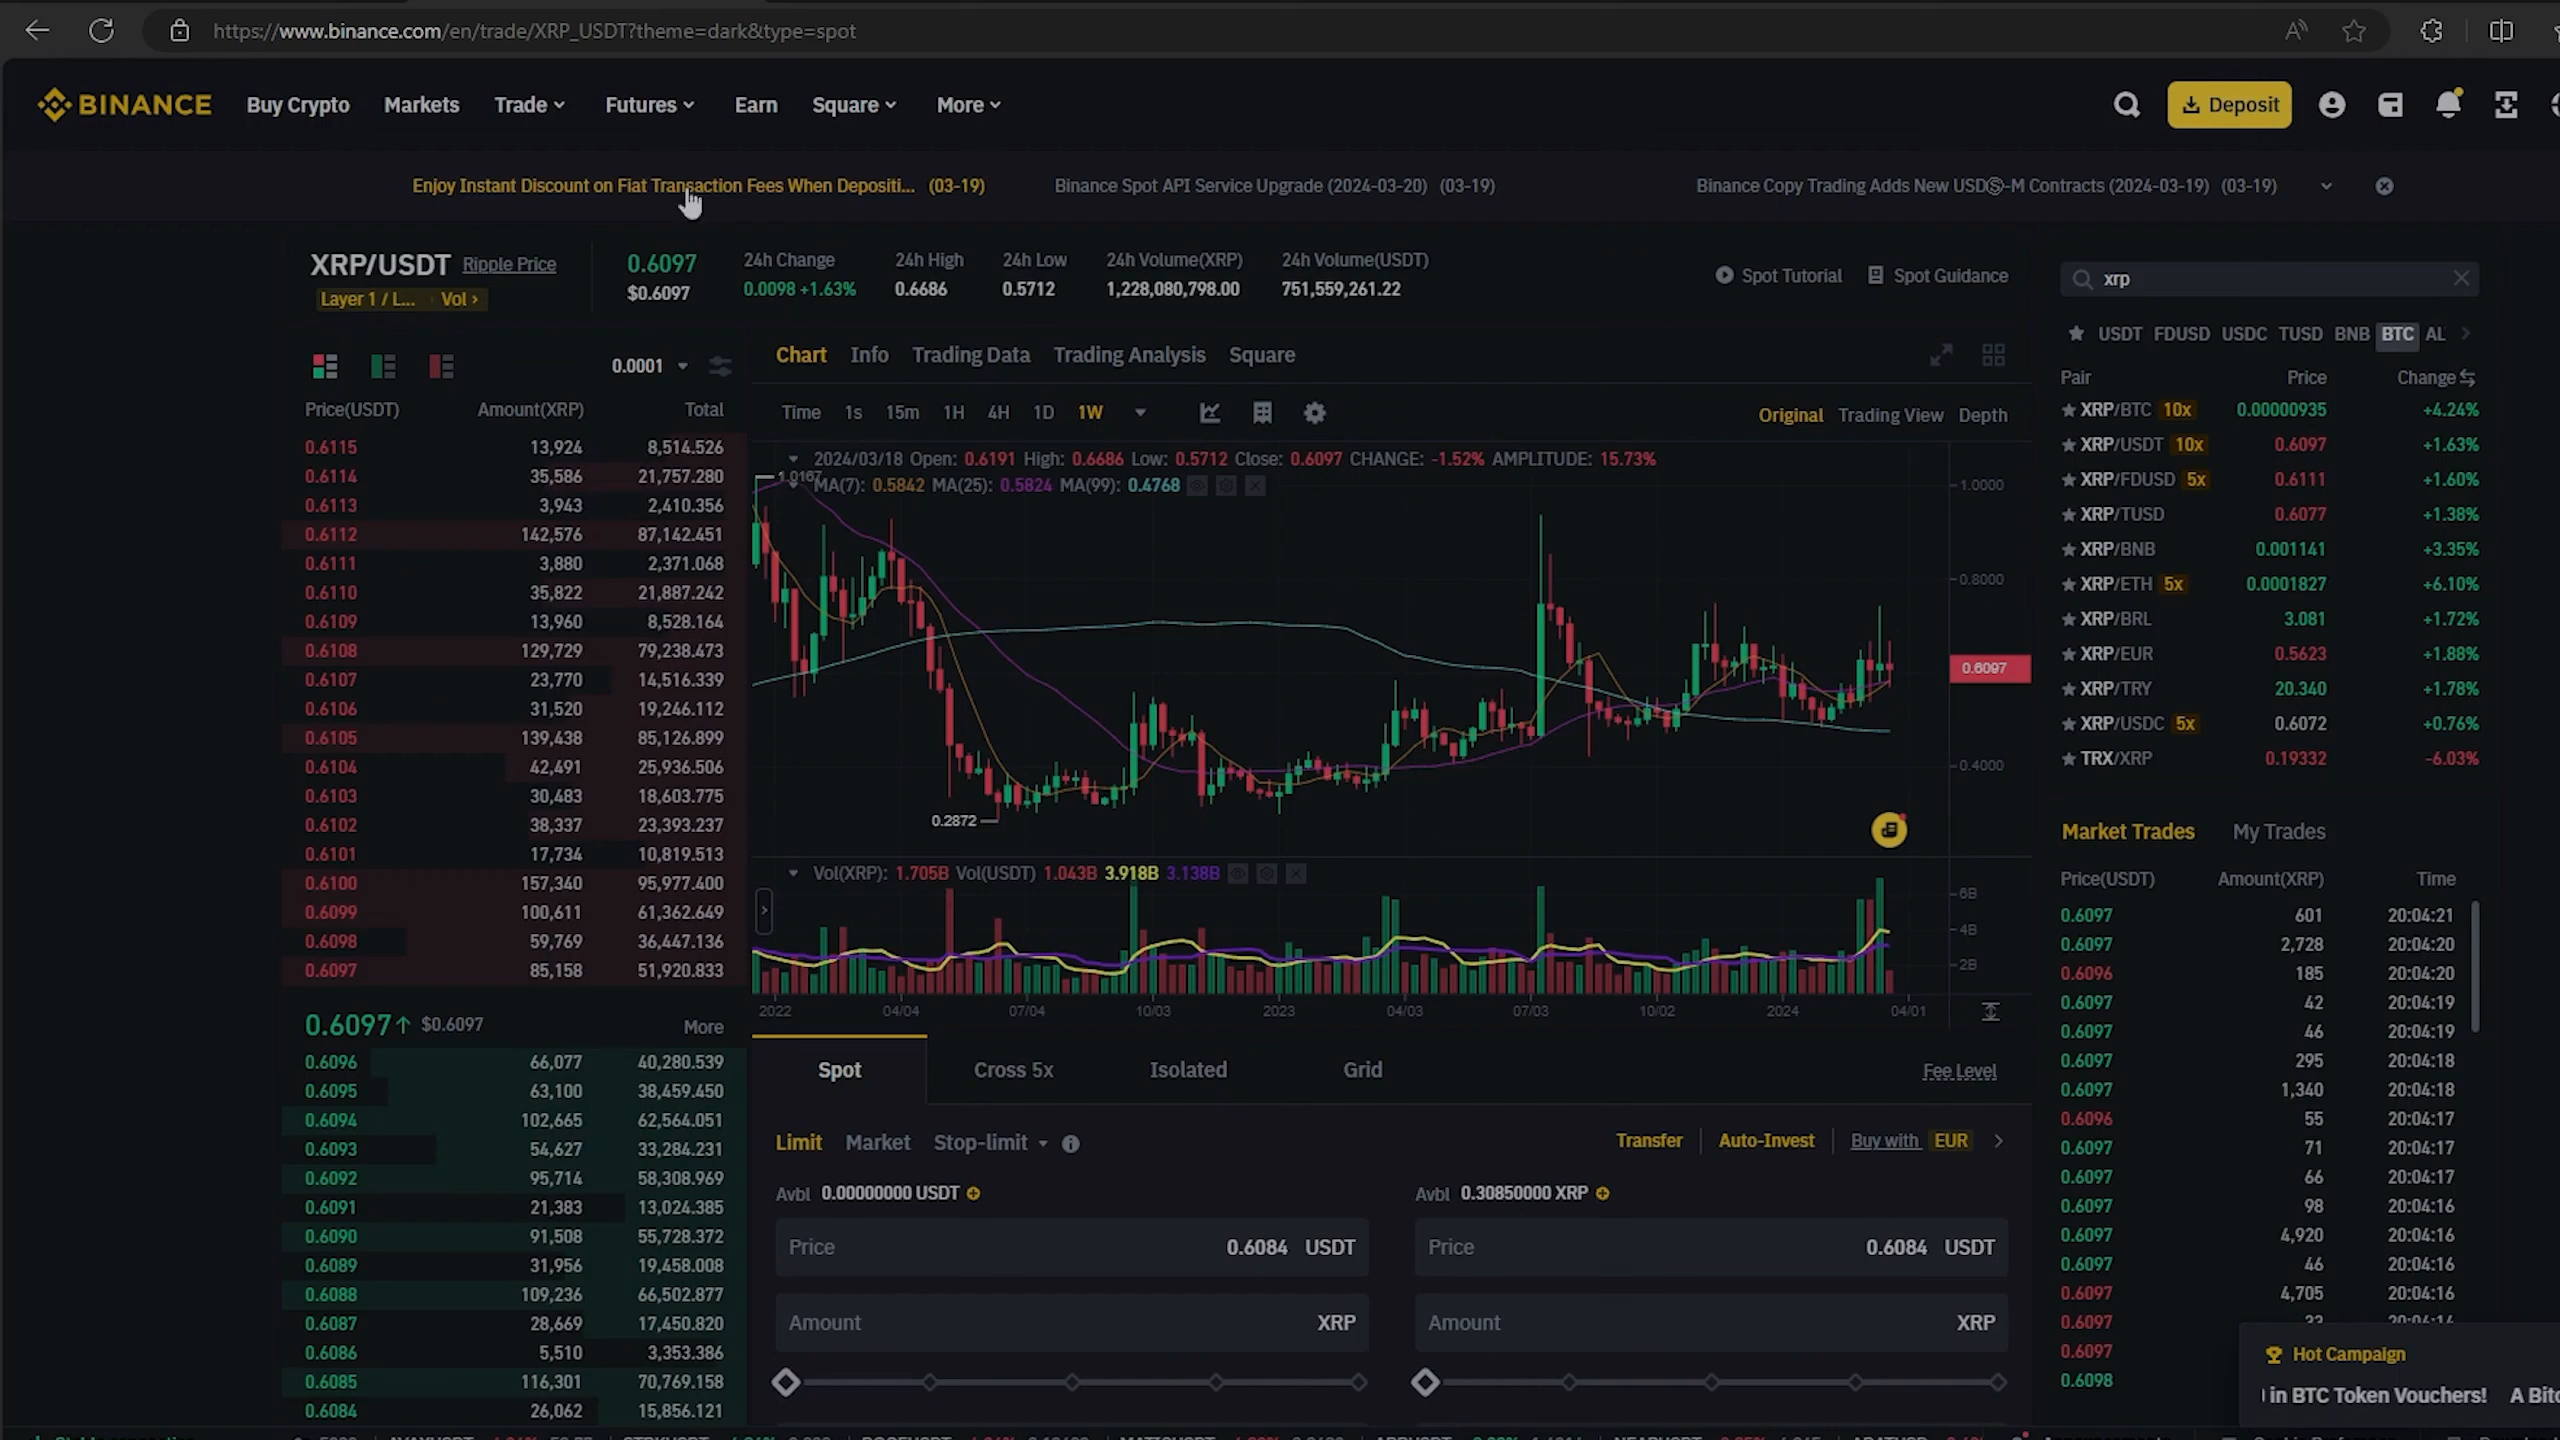 https://www.binance.com/en/trade/XRP_USDT?theme=dark&type=spot
BINANCE Buy Crypto Markets Trade Futures Earn Square More Deposit
Enjoy Instant Discount on Fiat Transaction Fees When Depositi... (03-19) Binance Spot API Service Upgrade (2024-03-20) (03-19) Binance Copy Trading Adds New USDⓈ-M Contracts (2024-03-19) (03-19)
XRP/USDT Ripple Price
Layer 1 / L... Vol
0.6097
$0.6097
24h Change
0.0098 +1.63%
24h High
0.6686
24h Low
0.5712
24h Volume(XRP)
1,228,080,798.00
24h Volume(USDT)
751,559,261.22
Spot Tutorial Spot Guidance
0.0001
Price(USDT) Amount(XRP) Total
0.6115 13,924 8,514.526
0.6114 35,586 21,757.280
0.6113 3,943 2,410.356
0.6112 142,576 87,142.451
0.6111 3,880 2,371.068
0.6110 35,822 21,887.242
0.6109 13,960 8,528.164
0.6108 129,729 79,238.473
0.6107 23,770 14,516.339
0.6106 31,520 19,246.112
0.6105 139,438 85,126.899
0.6104 42,491 25,936.506
0.6103 30,483 18,603.775
0.6102 38,337 23,393.237
0.6101 17,734 10,819.513
0.6100 157,340 95,977.400
0.6099 100,611 61,362.649
0.6098 59,769 36,447.136
0.6097 85,158 51,920.833
0.6097 $0.6097 More
0.6096 66,077 40,280.539
0.6095 63,100 38,459.450
0.6094 102,665 62,564.051
0.6093 54,627 33,284.231
0.6092 95,714 58,308.969
0.6091 21,383 13,024.385
0.6090 91,508 55,728.372
0.6089 31,956 19,458.008
0.6088 109,236 66,502.877
0.6087 28,669 17,450.820
0.6086 5,510 3,353.386
0.6085 116,301 70,769.158
0.6084 26,062 15,856.121
Chart Info Trading Data Trading Analysis Square
Time 1s 15m 1H 4H 1D 1W Original Trading View Depth
2024/03/18 Open: 0.6191 High: 0.6686 Low: 0.5712 Close: 0.6097 CHANGE: -1.52% AMPLITUDE: 15.73%
1.0167
MA(7): 0.5842 MA(25): 0.5824 MA(99): 0.4768
1.0000
0.8000
0.6097
0.4000
0.2872
Vol(XRP): 1.705B Vol(USDT) 1.043B 3.918B 3.138B
6B
4B
2B
2022 04/04 07/04 10/03 2023 04/03 07/03 10/02 2024 04/01
Spot Cross 5x Isolated Grid Fee Level
Limit Market Stop-limit Transfer Auto-Invest Buy with EUR
Avbl 0.00000000 USDT Avbl 0.30850000 XRP
Price 0.6084 USDT Price 0.6084 USDT
Amount XRP Amount XRP
xrp
USDT FDUSD USDC TUSD BNB BTC AL
Pair Price Change
XRP/BTC 10x 0.00000935 +4.24%
XRP/USDT 10x 0.6097 +1.63%
XRP/FDUSD 5x 0.6111 +1.60%
XRP/TUSD 0.6077 +1.38%
XRP/BNB 0.001141 +3.35%
XRP/ETH 5x 0.0001827 +6.10%
XRP/BRL 3.081 +1.72%
XRP/EUR 0.5623 +1.88%
XRP/TRY 20.340 +1.78%
XRP/USDC 5x 0.6072 +0.76%
TRX/XRP 0.19332 -6.03%
Market Trades My Trades
Price(USDT) Amount(XRP) Time
0.6097 601 20:04:21
0.6097 2,728 20:04:20
0.6096 185 20:04:20
0.6097 42 20:04:19
0.6097 46 20:04:19
0.6097 295 20:04:18
0.6097 1,340 20:04:18
0.6096 55 20:04:17
0.6097 71 20:04:17
0.6097 66 20:04:17
0.6097 98 20:04:16
0.6097 4,920 20:04:16
0.6097 46 20:04:16
0.6097 4,705 20:04:16
0.6097
0.6097
0.6098
Hot Campaign
in BTC Token Vouchers!